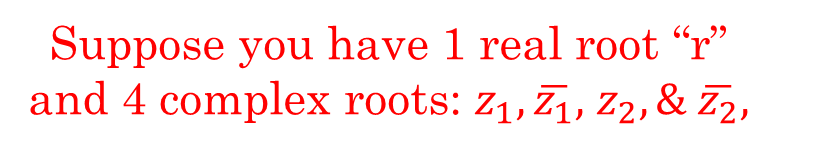 Suppose you have 1 real root “r”
and 4 complex roots: z₁, z̅₁, z₂, & z̅₂,